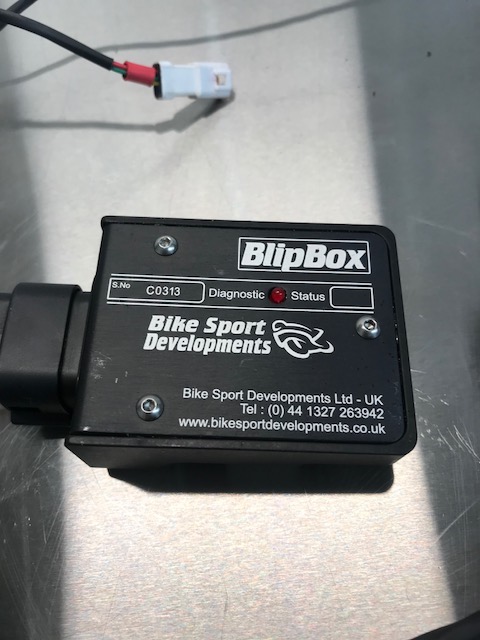 BlipBox
S.No C0313 Diagnostic Status
Bike Sport
Developments
Bike Sport Developments Ltd - UK
Tel : (0) 44 1327 263942
www.bikesportdevelopments.co.uk